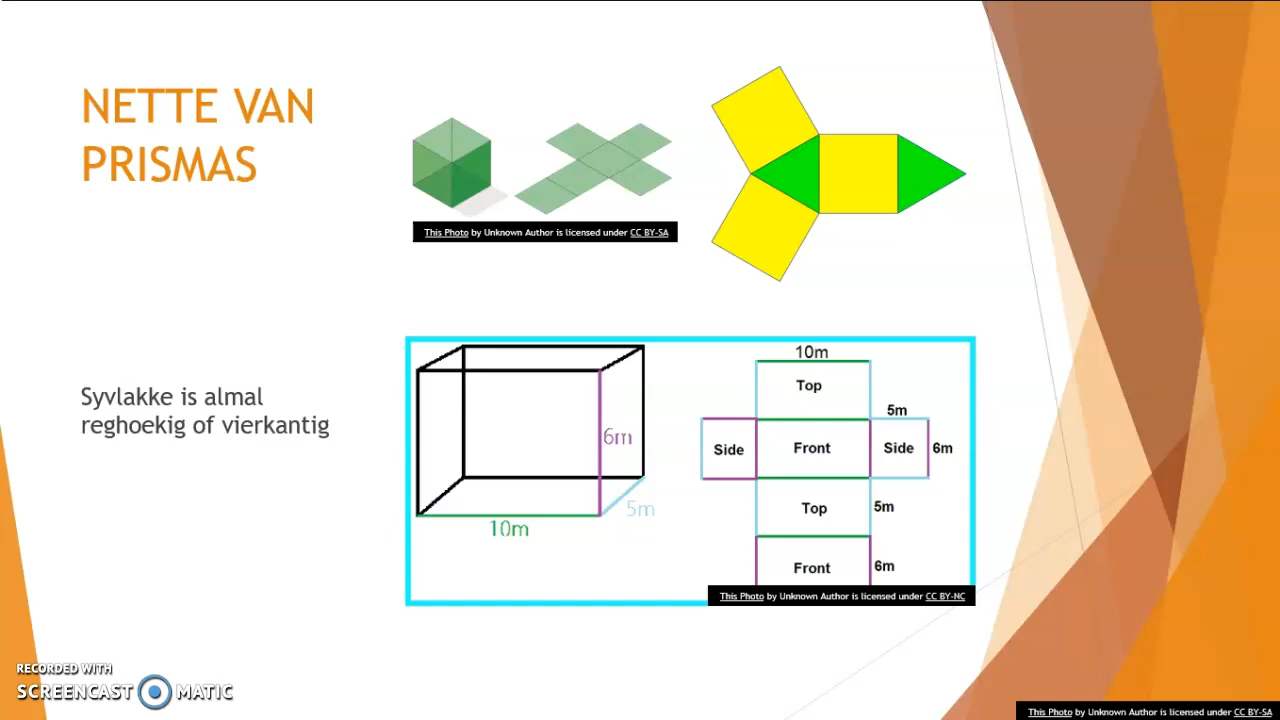 NETTE VAN
PRISMAS
This Photo by Unknown Author is licensed under CC BY-SA
Syvlakke is almal
reghoekig of vierkantig
6m
5m
10m
10m
Top
5m
Side
Front
Side
6m
Top
5m
Front
6m
This Photo by Unknown Author is licensed under CC BY-NC
RECORDED WITH
SCREENCAST MATIC
This Photo by Unknown Author is licensed under CC BY-SA